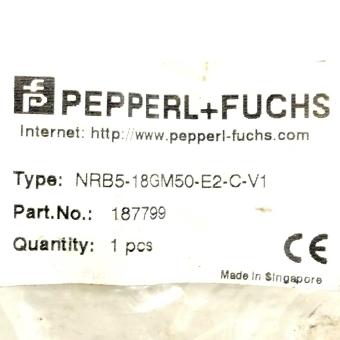 PEPPERL+FUCHS
Internet: http://www.pepperl-fuchs.com
Type: NRB5-18GM50-E2-C-V1
Part.No.: 187799
Quantity: 1 pcs
CE
Made in Singapore